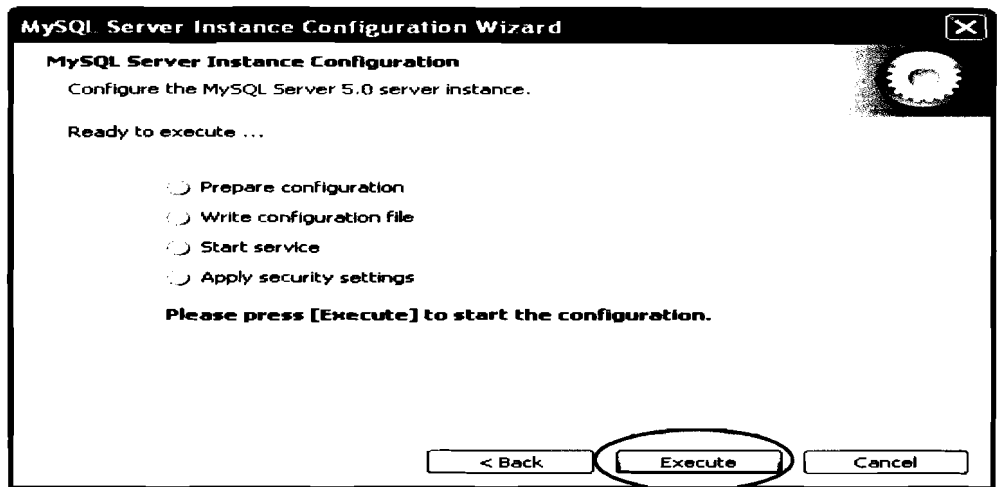 MySQL Server Instance Configuration Wizard
MySQL Server Instance Configuration
Configure the MySQL Server 5.0 server instance.
Ready to execute ...
Prepare configuration
Write configuration file
Start service
Apply security settings
Please press [Execute] to start the configuration.
< Back Execute Cancel